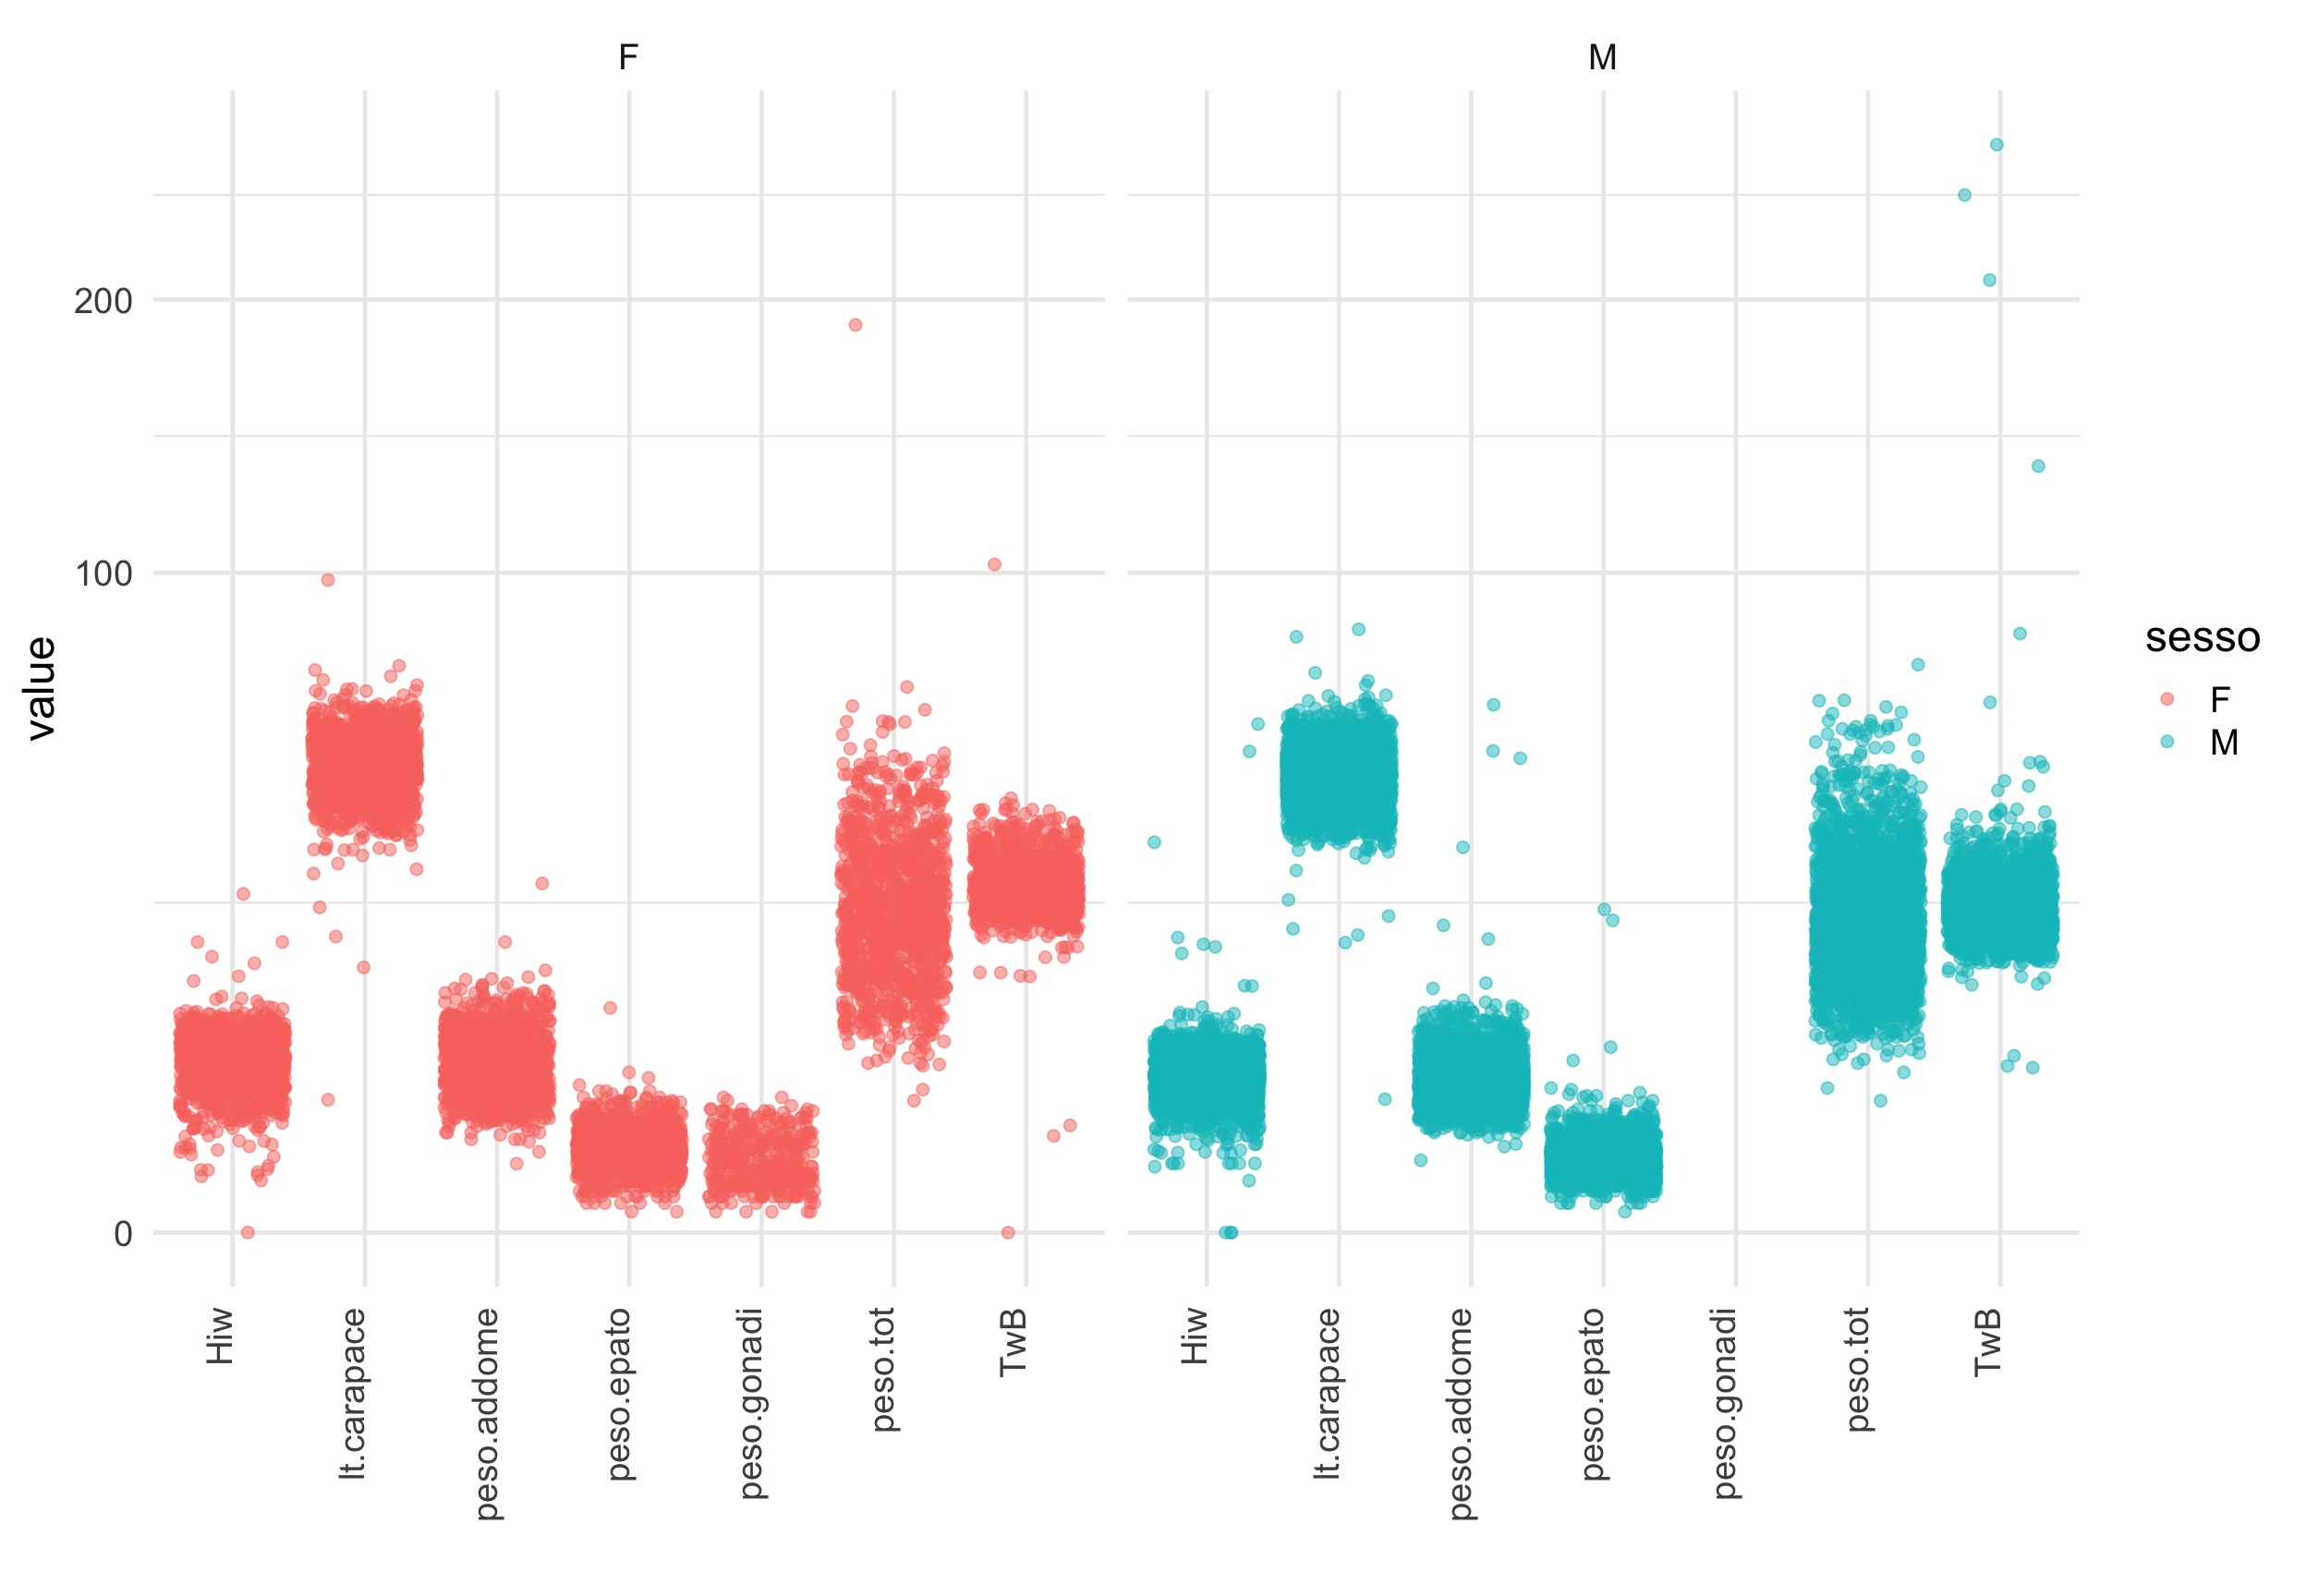 F
M
value
200
100
0
Hiw
lt.carapace
peso.addome
peso.epato
peso.gonadi
peso.tot
TwB
Hiw
lt.carapace
peso.addome
peso.epato
peso.gonadi
peso.tot
TwB
sesso
F
M